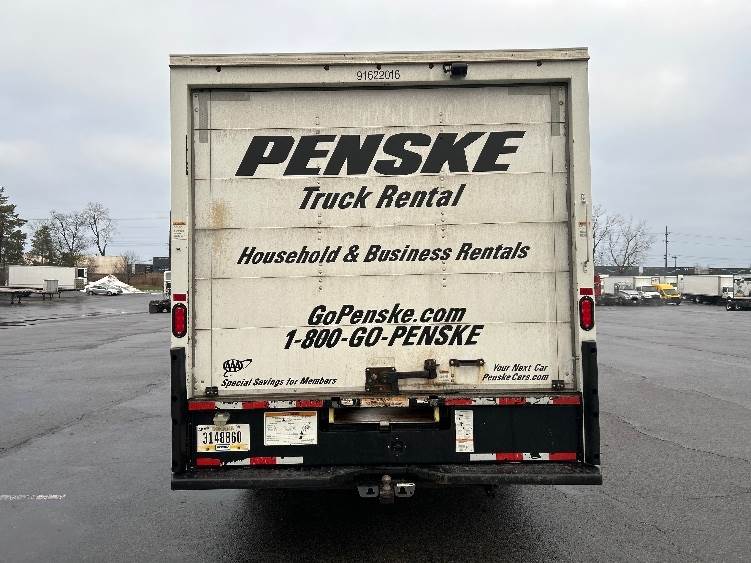 91622016
PENSKE
Truck Rental
Household & Business Rentals
GoPenske.com
1-800-GO-PENSKE
AAA
Special Savings for Members
Your Next Car
PenskeCars.com
3148860